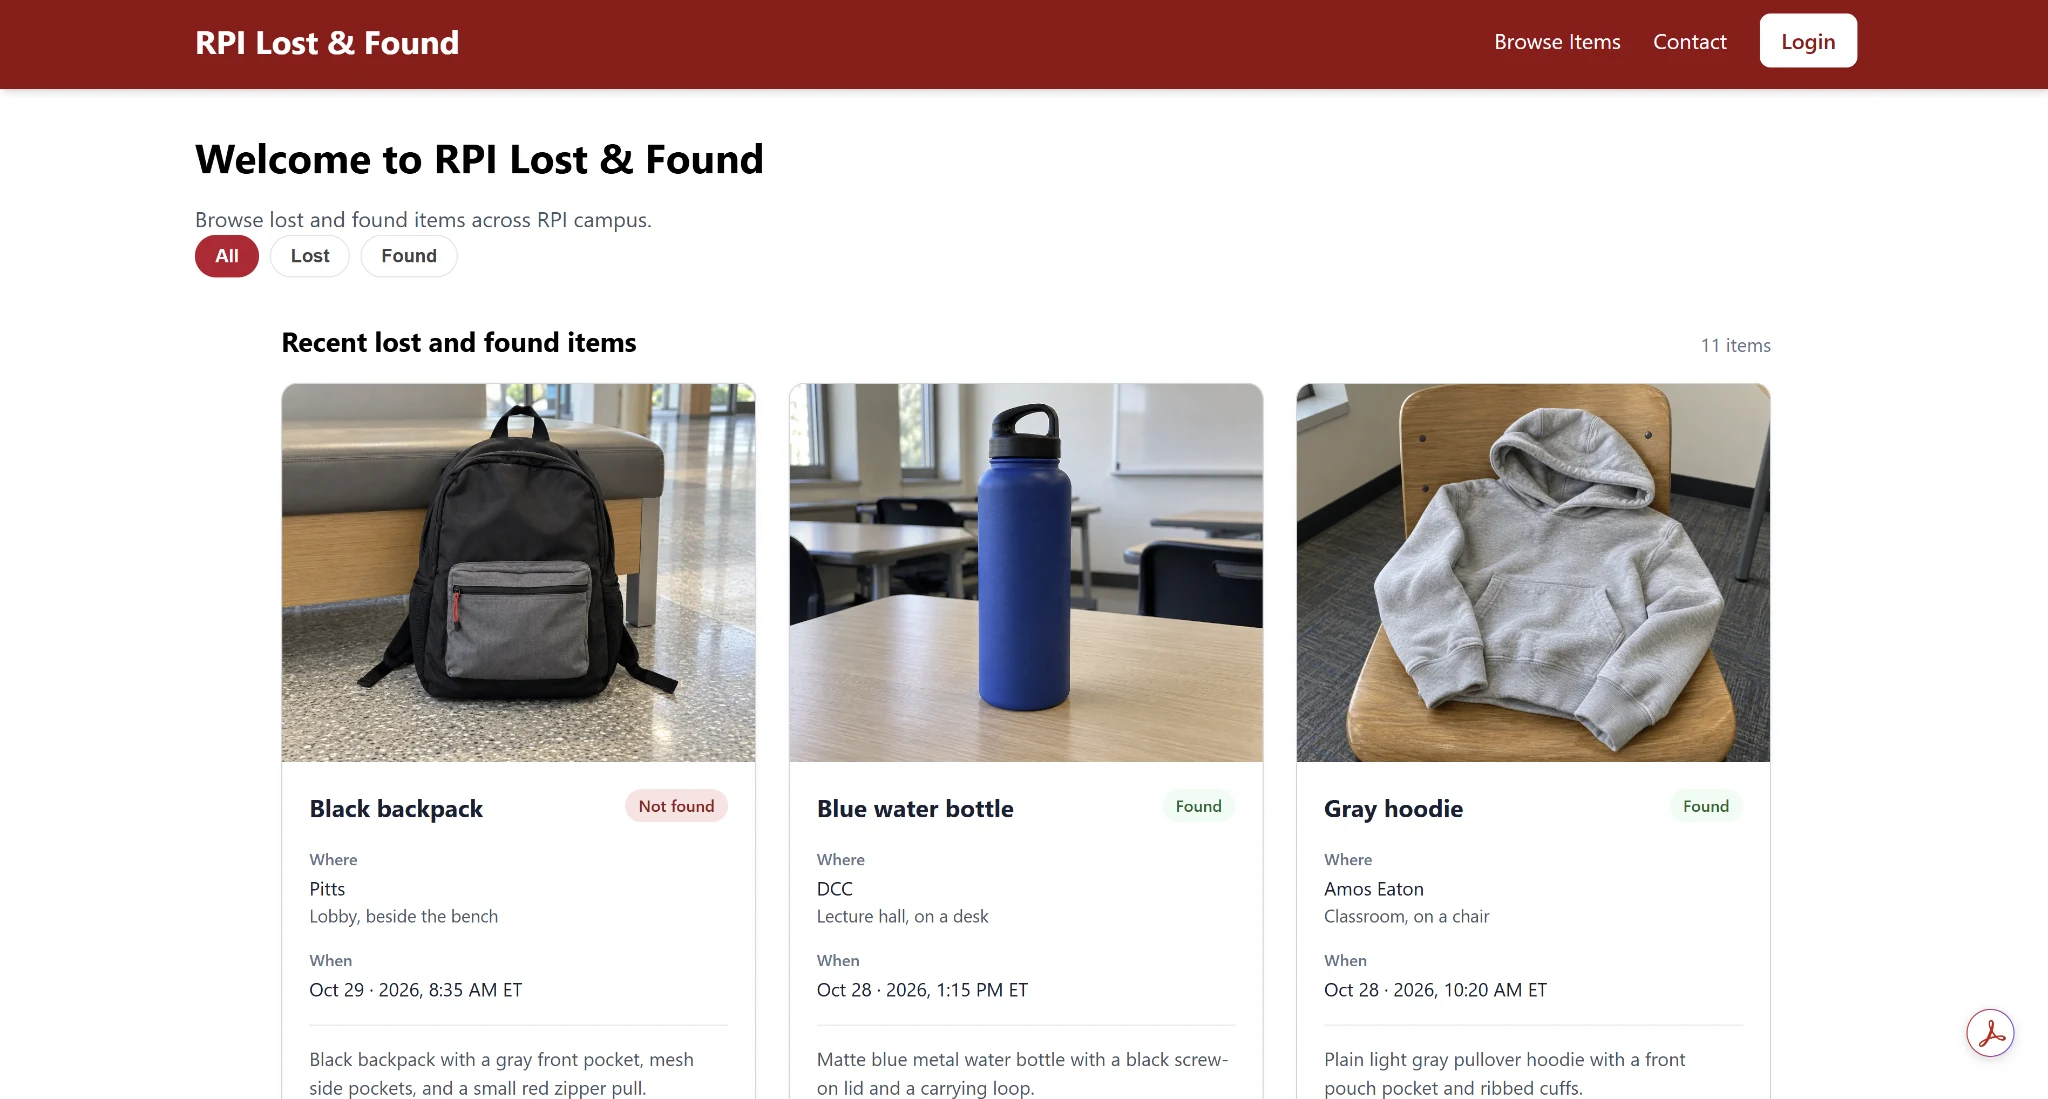 RPI Lost & Found
Browse Items
Contact
Login
Welcome to RPI Lost & Found
Browse lost and found items across RPI campus.
All
Lost
Found
Recent lost and found items
11 items
Black backpack
Not found
Where
Pitts
Lobby, beside the bench
When
Oct 29 · 2026, 8:35 AM ET
Black backpack with a gray front pocket, mesh
side pockets, and a small red zipper pull.
Blue water bottle
Found
Where
DCC
Lecture hall, on a desk
When
Oct 28 · 2026, 1:15 PM ET
Matte blue metal water bottle with a black screw-
on lid and a carrying loop.
Gray hoodie
Found
Where
Amos Eaton
Classroom, on a chair
When
Oct 28 · 2026, 10:20 AM ET
Plain light gray pullover hoodie with a front
pouch pocket and ribbed cuffs.